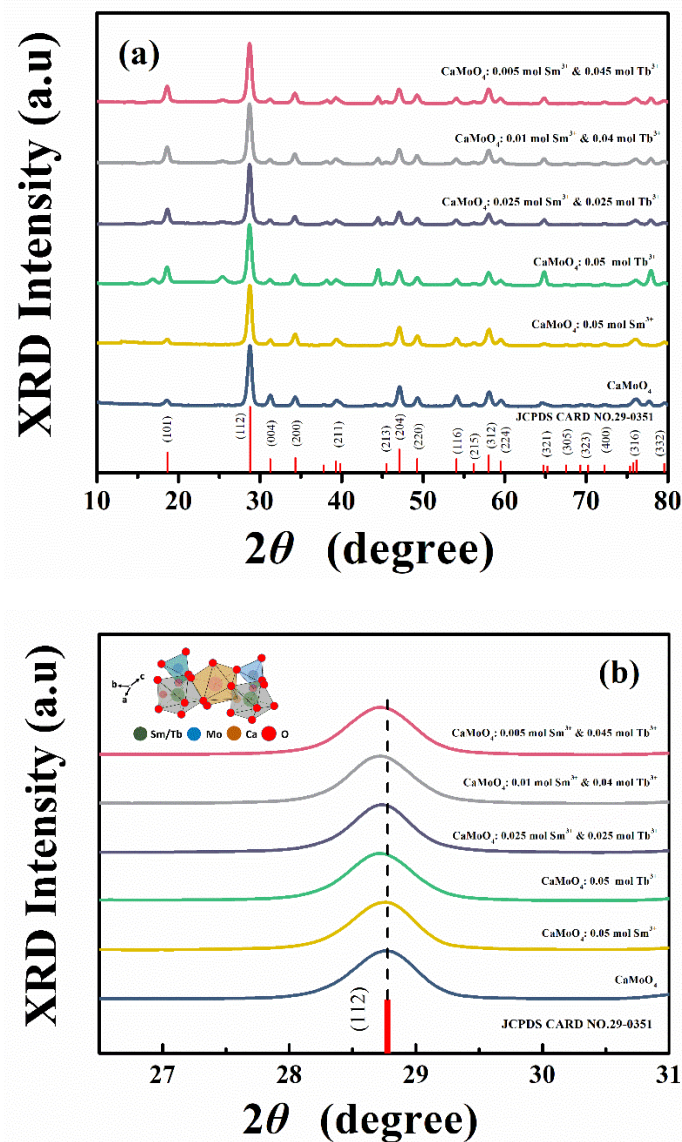 XRD Intensity (a.u)
(a)
CaMoO₄: 0.005 mol Sm³⁺ & 0.045 mol Tb³⁺
CaMoO₄: 0.01 mol Sm³⁺ & 0.04 mol Tb³⁺
CaMoO₄: 0.025 mol Sm³⁺ & 0.025 mol Tb³⁺
CaMoO₄: 0.05 mol Tb³⁺
CaMoO₄: 0.05 mol Sm³⁺
CaMoO₄
JCPDS CARD NO.29-0351
(101) (112) (004) (200) (211) (213) (204) (220) (116) (215) (312) (224) (321) (305) (323) (400) (316) (332)
10 20 30 40 50 60 70 80
2θ (degree)
XRD Intensity (a.u)
(b)
b a c
Sm/Tb Mo Ca O
CaMoO₄: 0.005 mol Sm³⁺ & 0.045 mol Tb³⁺
CaMoO₄: 0.01 mol Sm³⁺ & 0.04 mol Tb³⁺
CaMoO₄: 0.025 mol Sm³⁺ & 0.025 mol Tb³⁺
CaMoO₄: 0.05 mol Tb³⁺
CaMoO₄: 0.05 mol Sm³⁺
CaMoO₄
(112)
JCPDS CARD NO.29-0351
27 28 29 30 31
2θ (degree)